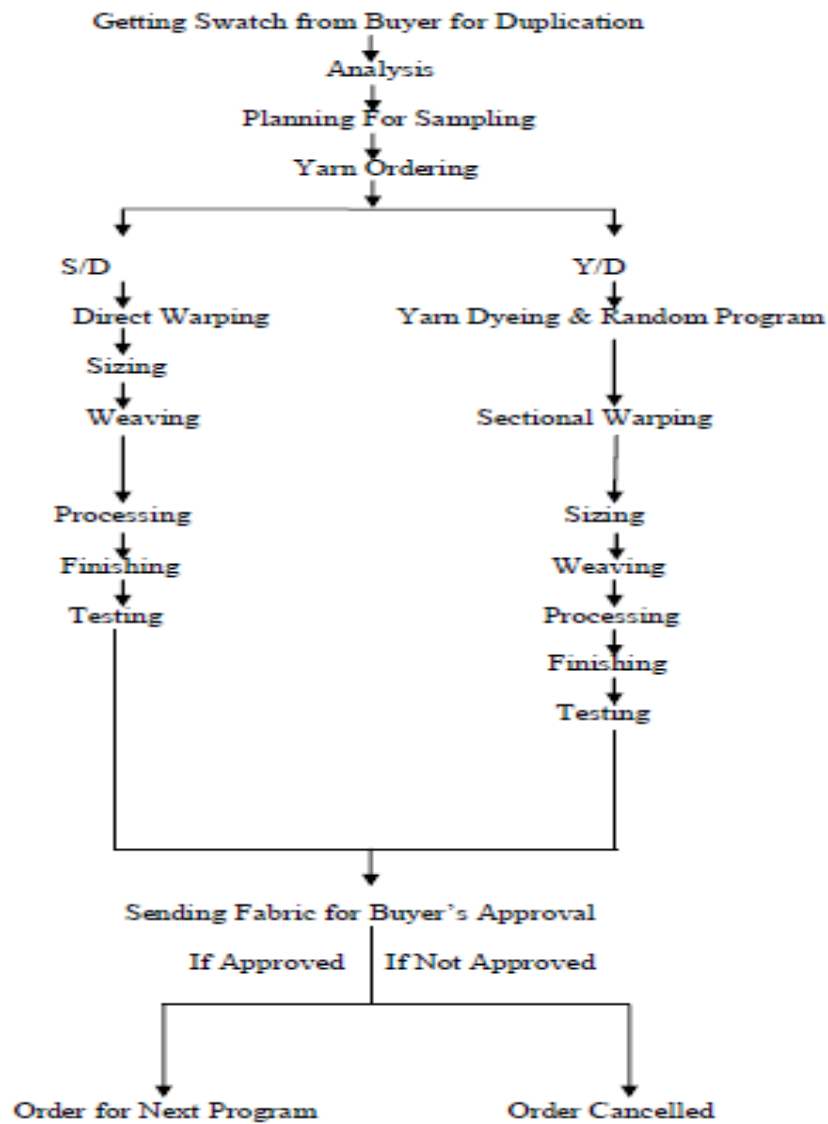 Getting Swatch from Buyer for Duplication
Analysis
Planning For Sampling
Yarn Ordering
S/D
Direct Warping
Sizing
Weaving
Processing
Finishing
Testing
Y/D
Yarn Dyeing & Random Program
Sectional Warping
Sizing
Weaving
Processing
Finishing
Testing
Sending Fabric for Buyer’s Approval
If Approved
If Not Approved
Order for Next Program
Order Cancelled